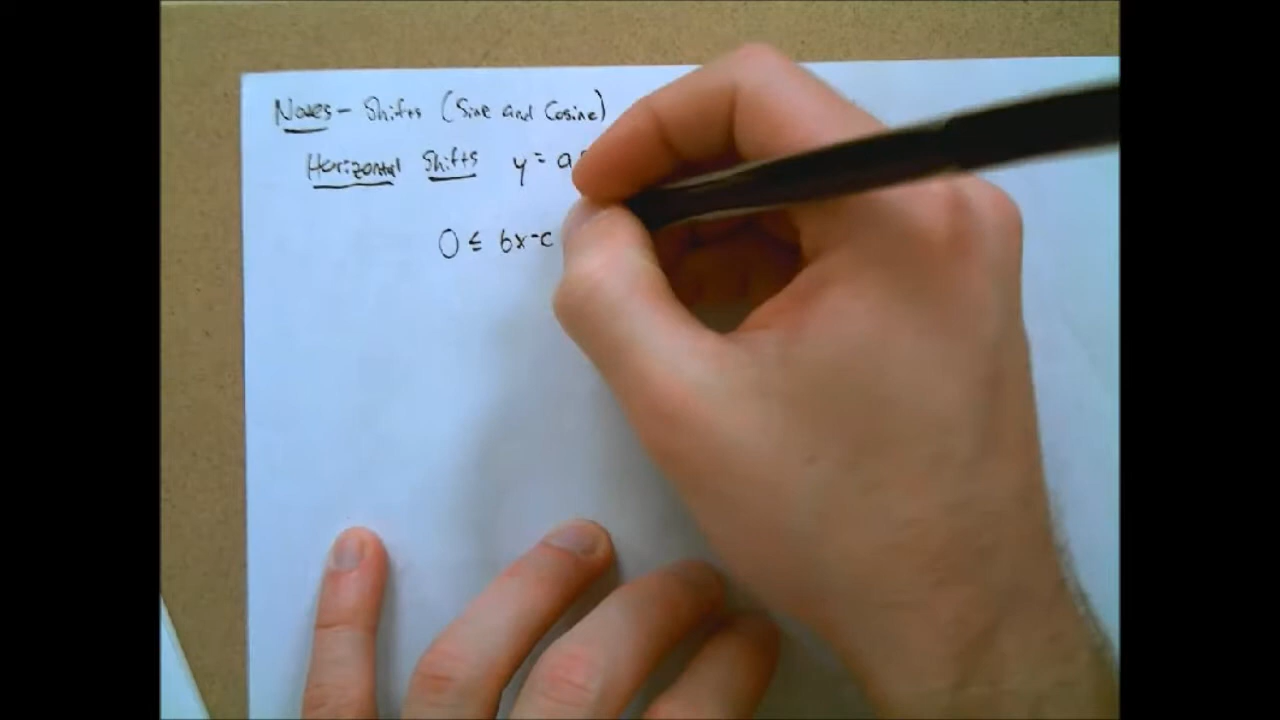 Notes - Shifts (Sine and Cosine)
Horizontal Shifts y = a
0 ≤ bx-c